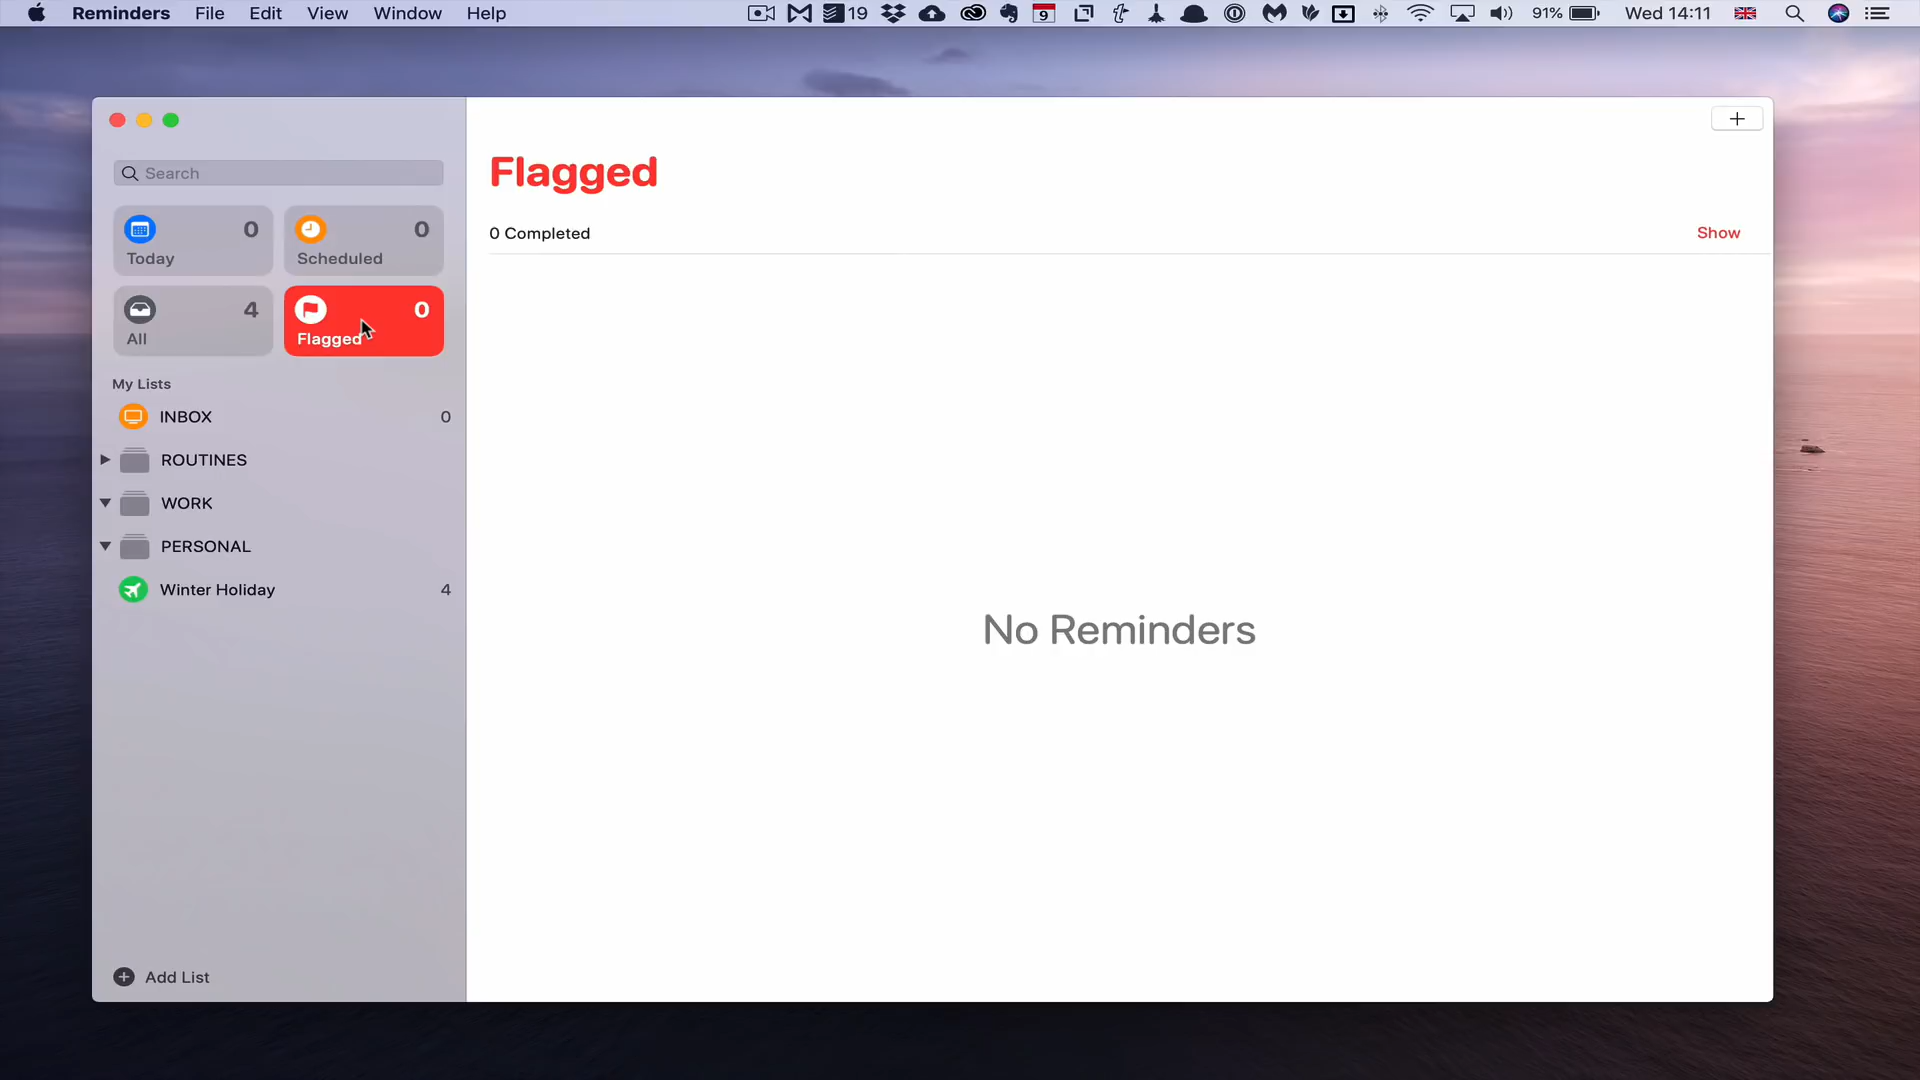 Reminders File Edit View Window Help 19 9 91% Wed 14:11
Search
Today 0
Scheduled 0
All 4
Flagged 0
My Lists
INBOX 0
ROUTINES
WORK
PERSONAL
Winter Holiday 4
Add List
Flagged
0 Completed Show
No Reminders